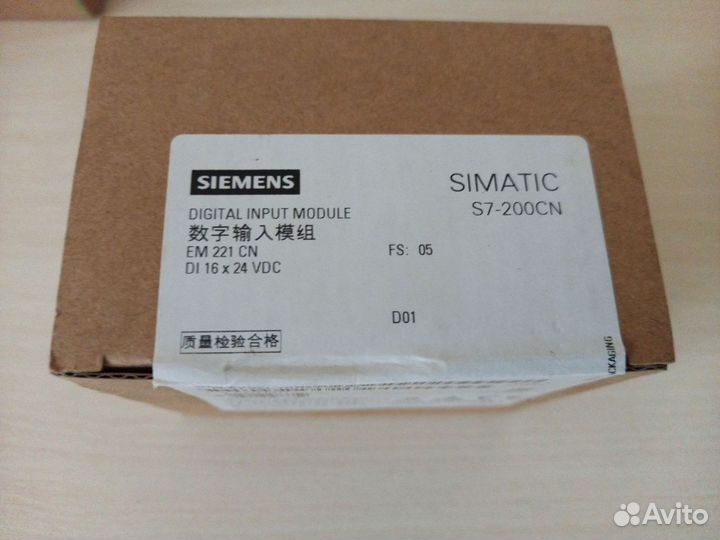 SIEMENS
SIMATIC
S7-200CN
DIGITAL INPUT MODULE
数字输入模组
EM 221 CN
FS: 05
DI 16 x 24 VDC
D01
质量检验合格
Avito